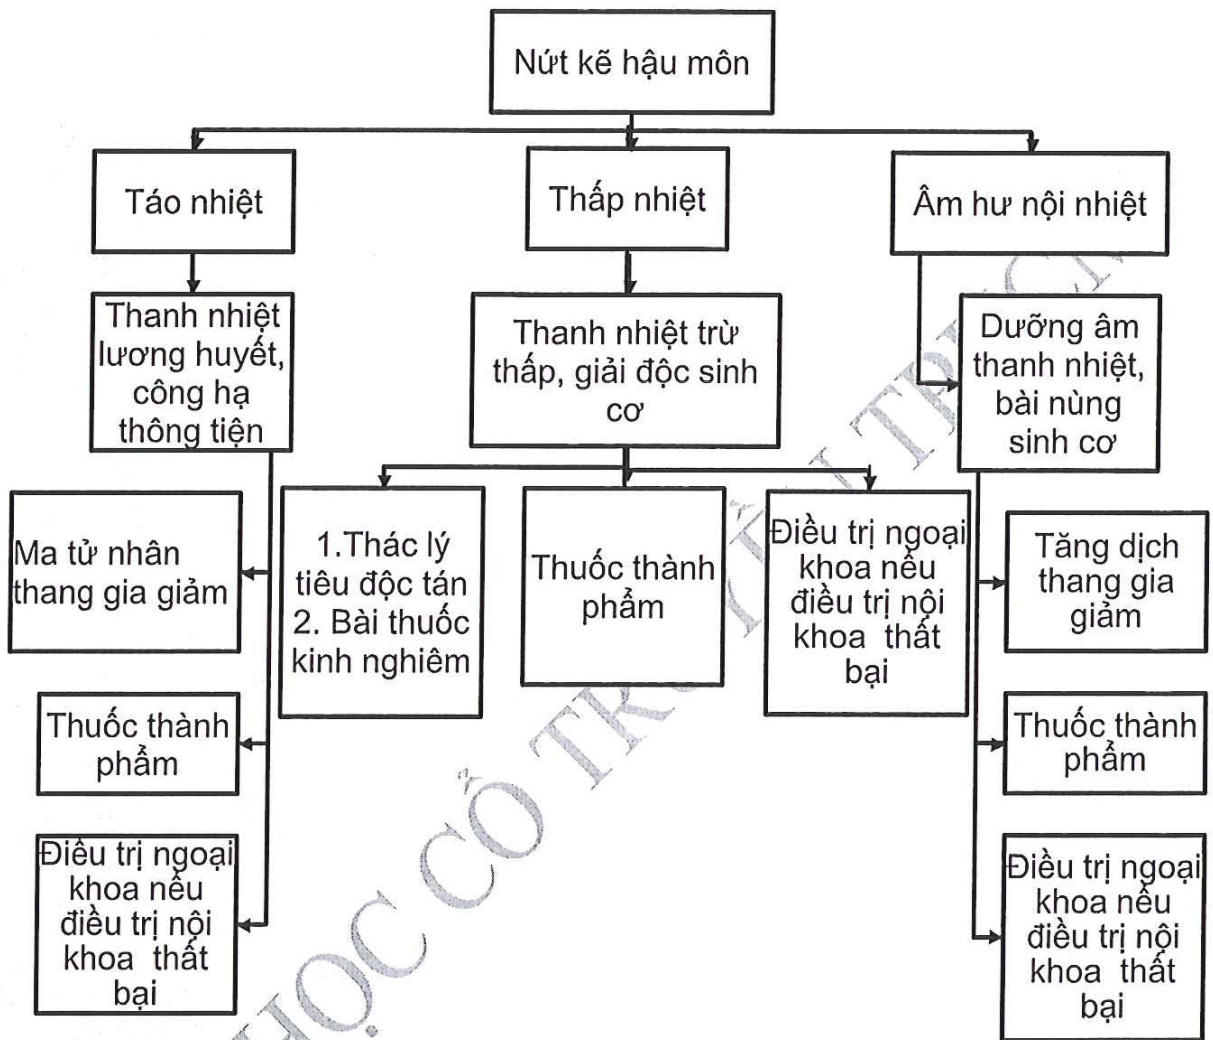 Nứt kẽ hậu môn
Táo nhiệt
Thấp nhiệt
Âm hư nội nhiệt
Thanh nhiệt
lương huyết,
công hạ
thông tiện
Thanh nhiệt trừ
thấp, giải độc sinh
cơ
Dưỡng âm
thanh nhiệt,
bài nùng
sinh cơ
Ma tử nhân
thang gia giảm
Thuốc thành
phẩm
Điều trị ngoại
khoa nếu
điều trị nội
khoa thất
bại
1.Thác lý
tiêu độc tán
2. Bài thuốc
kinh nghiêm
Thuốc thành
phẩm
Điều trị ngoại
khoa nếu
điều trị nội
khoa thất
bại
Tăng dịch
thang gia
giảm
Thuốc thành
phẩm
Điều trị ngoại
khoa nếu
điều trị nội
khoa thất
bại
HỌC CỔ